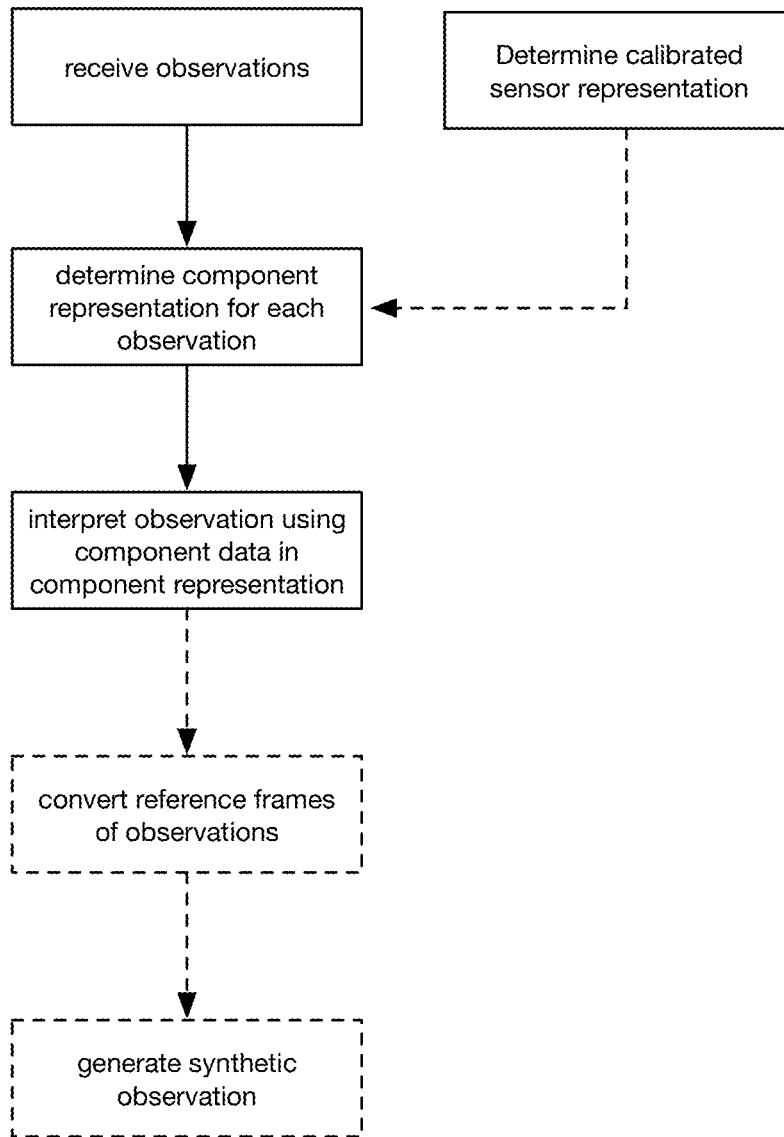 receive observations
Determine calibrated
sensor representation
determine component
representation for each
observation
interpret observation using
component data in
component representation
convert reference frames
of observations
generate synthetic
observation